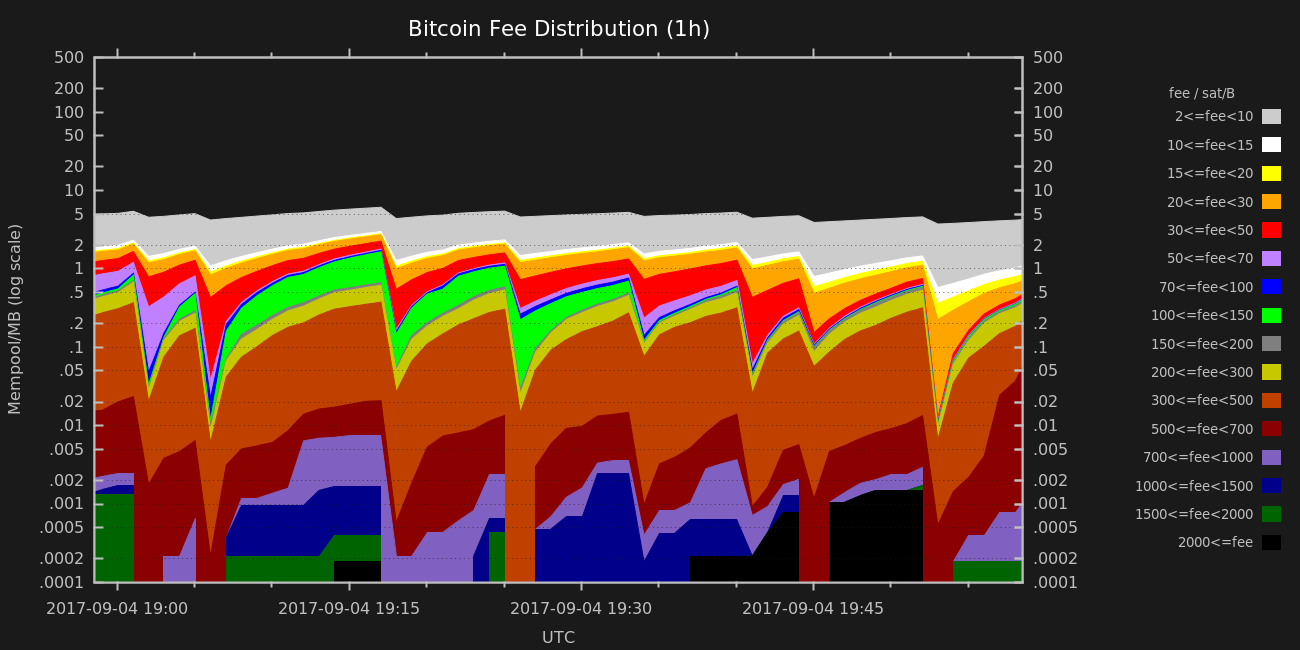 Bitcoin Fee Distribution (1h)
500 500
200 200
100 100
50 50
20 20
10 10
5 5
2 2
1 1
.5 .5
.2 .2
.1 .1
.05 .05
.02 .02
.01 .01
.005 .005
.002 .002
.001 .001
.0005 .0005
.0002 .0002
.0001 .0001
Mempool/MB (log scale)
2017-09-04 19:00 2017-09-04 19:15 2017-09-04 19:30 2017-09-04 19:45
UTC
fee / sat/B
2<=fee<10
10<=fee<15
15<=fee<20
20<=fee<30
30<=fee<50
50<=fee<70
70<=fee<100
100<=fee<150
150<=fee<200
200<=fee<300
300<=fee<500
500<=fee<700
700<=fee<1000
1000<=fee<1500
1500<=fee<2000
2000<=fee